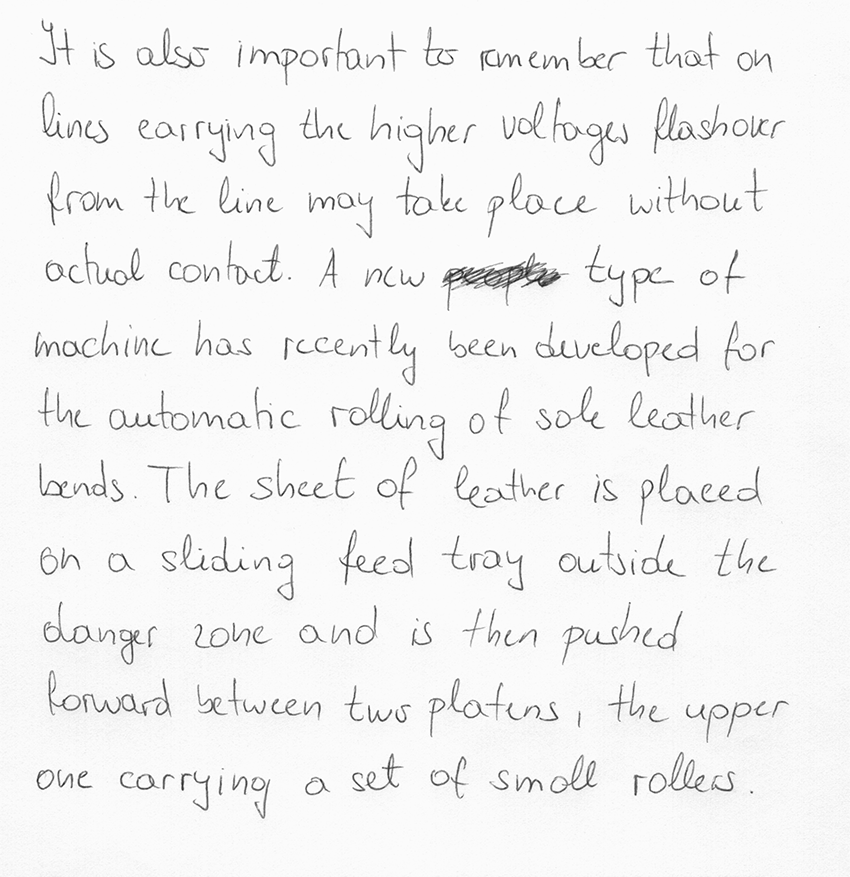 It is also important to remember that on
lines carrying the higher voltages flashover
from the line may take place without
actual contact. A new type of
machine has recently been developed for
the automatic rolling of sole leather
bends. The sheet of leather is placed
on a sliding feed tray outside the
danger zone and is then pushed
forward between two platens, the upper
one carrying a set of small rollers.